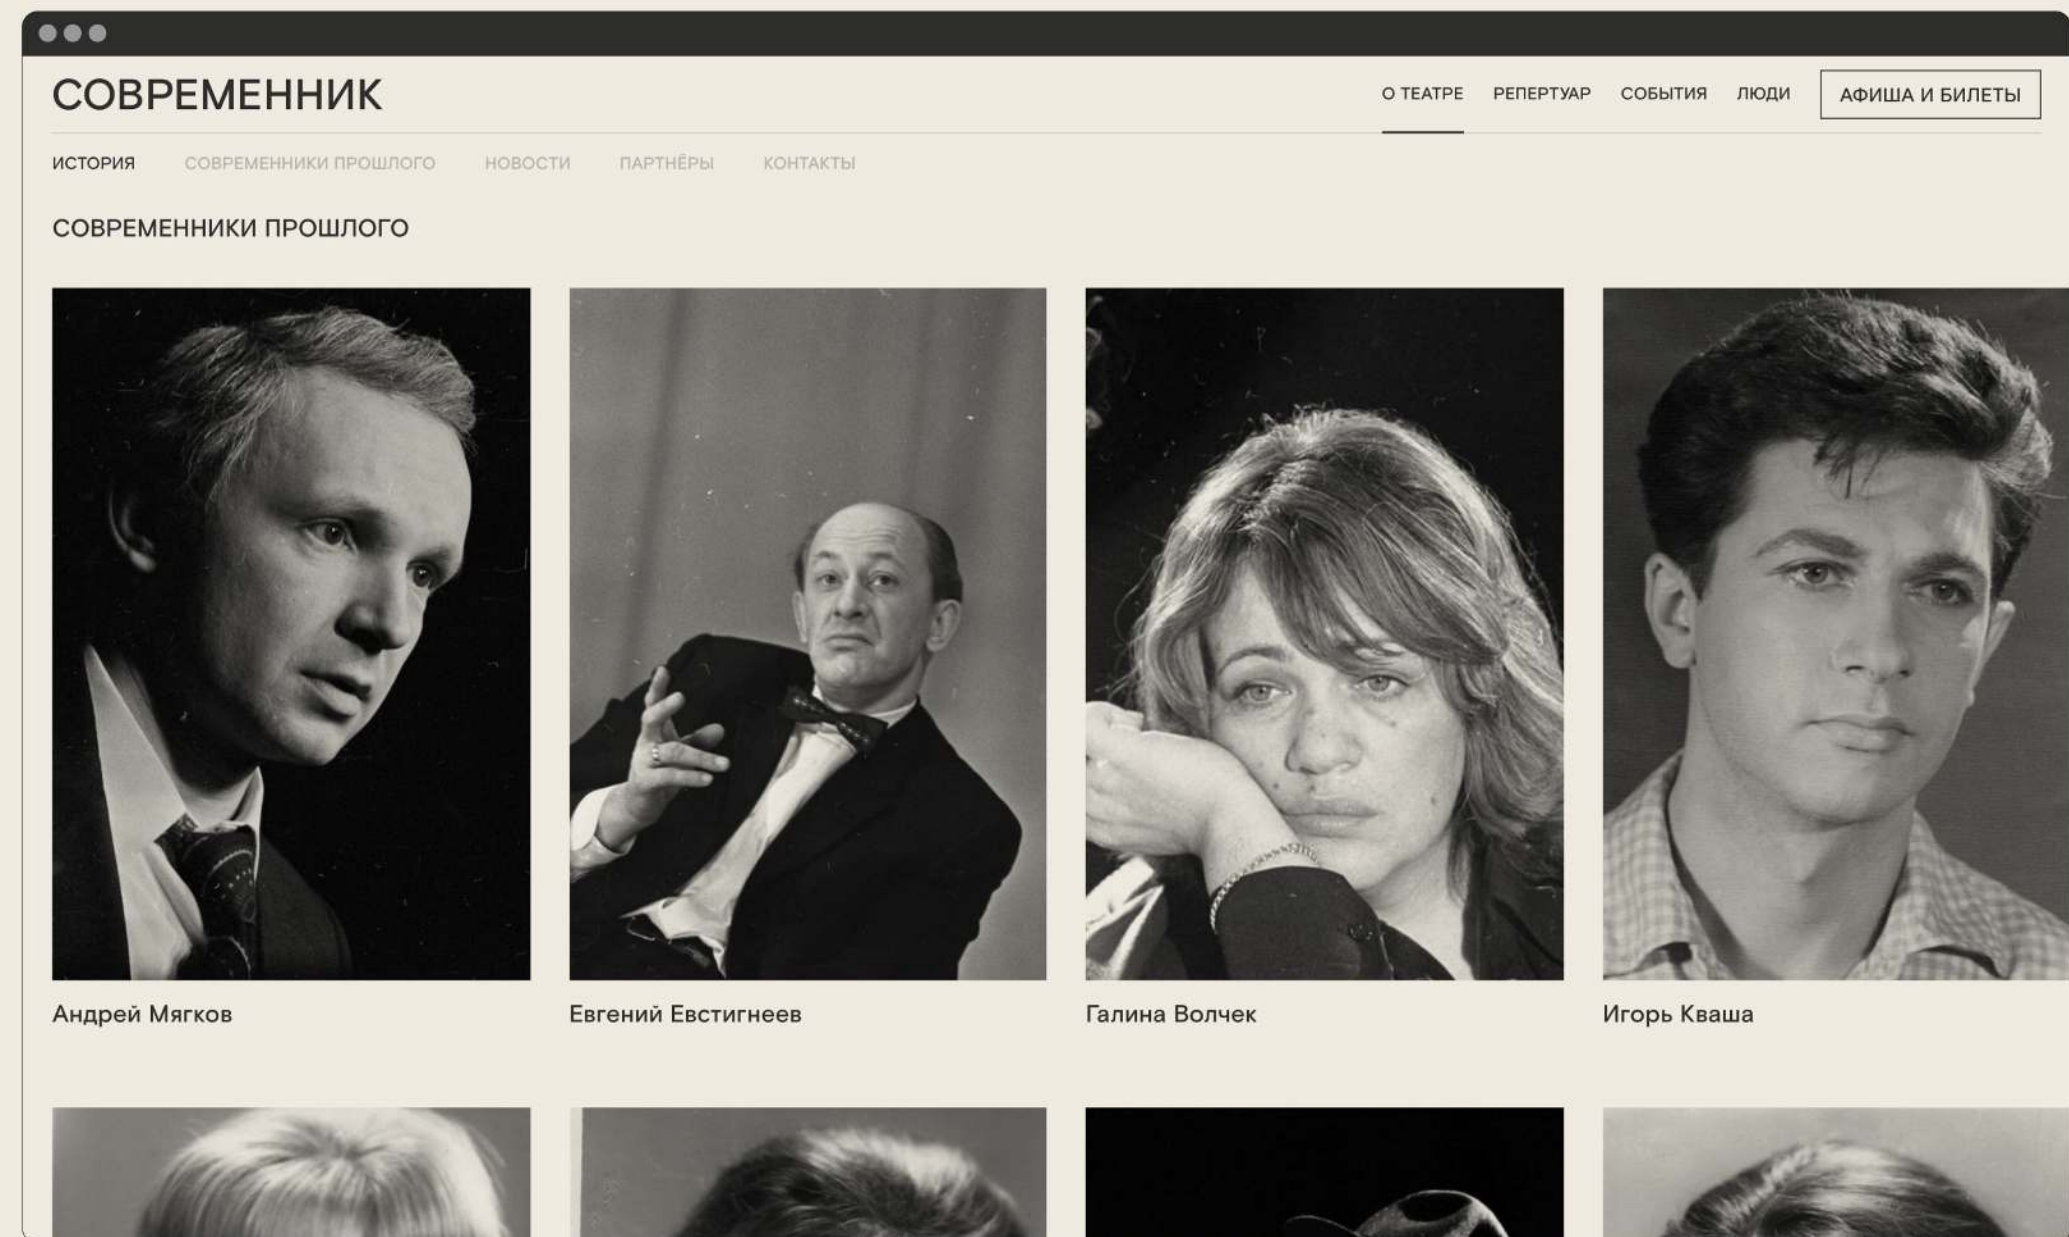 СОВРЕМЕННИК
О ТЕАТРЕ РЕПЕРТУАР СОБЫТИЯ ЛЮДИ АФИША И БИЛЕТЫ
ИСТОРИЯ СОВРЕМЕННИКИ ПРОШЛОГО НОВОСТИ ПАРТНЁРЫ КОНТАКТЫ
СОВРЕМЕННИКИ ПРОШЛОГО
Андрей Мягков
Евгений Евстигнеев
Галина Волчек
Игорь Кваша